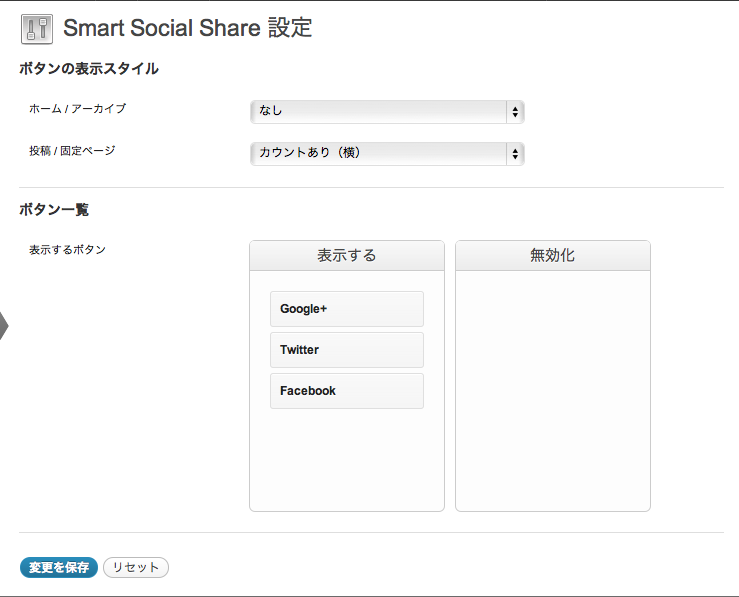 Smart Social Share 設定
ボタンの表示スタイル
ホーム / アーカイブ
なし
投稿 / 固定ページ
カウントあり（横）
ボタン一覧
表示するボタン
表示する
無効化
Google+
Twitter
Facebook
変更を保存
リセット